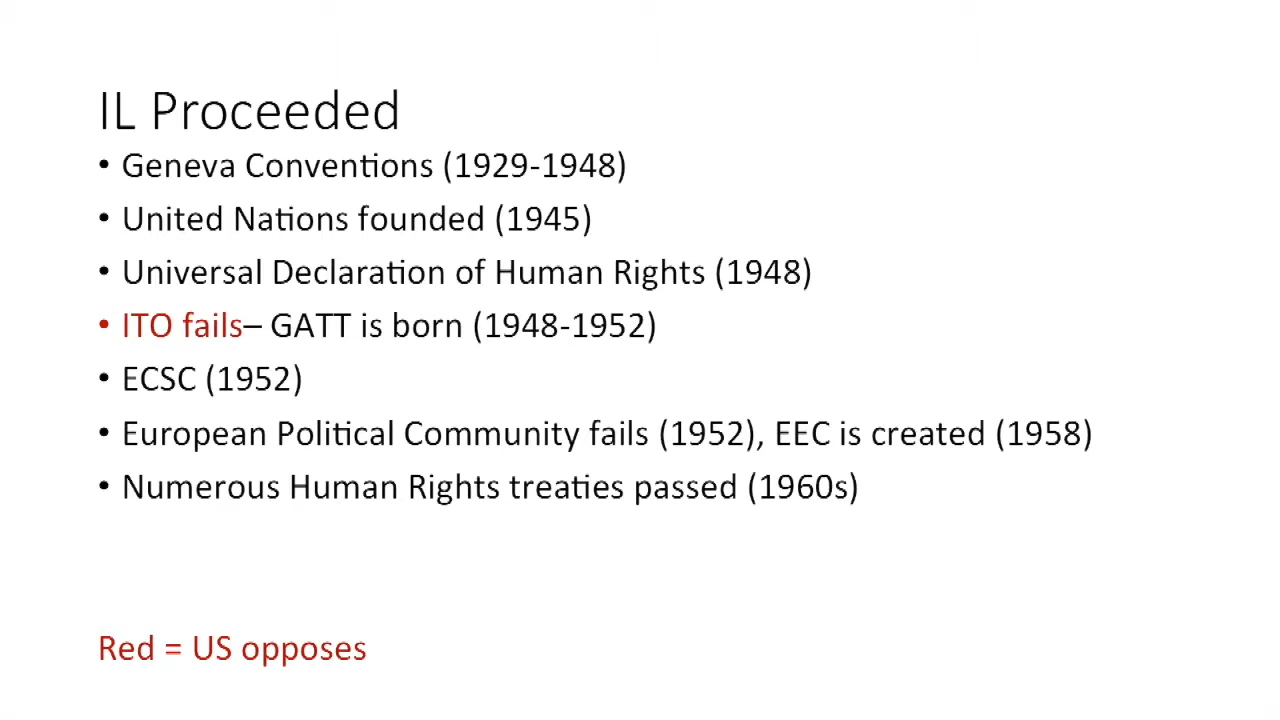 IL Proceeded
• Geneva Conventions (1929-1948)
• United Nations founded (1945)
• Universal Declaration of Human Rights (1948)
• ITO fails– GATT is born (1948-1952)
• ECSC (1952)
• European Political Community fails (1952), EEC is created (1958)
• Numerous Human Rights treaties passed (1960s)
Red = US opposes